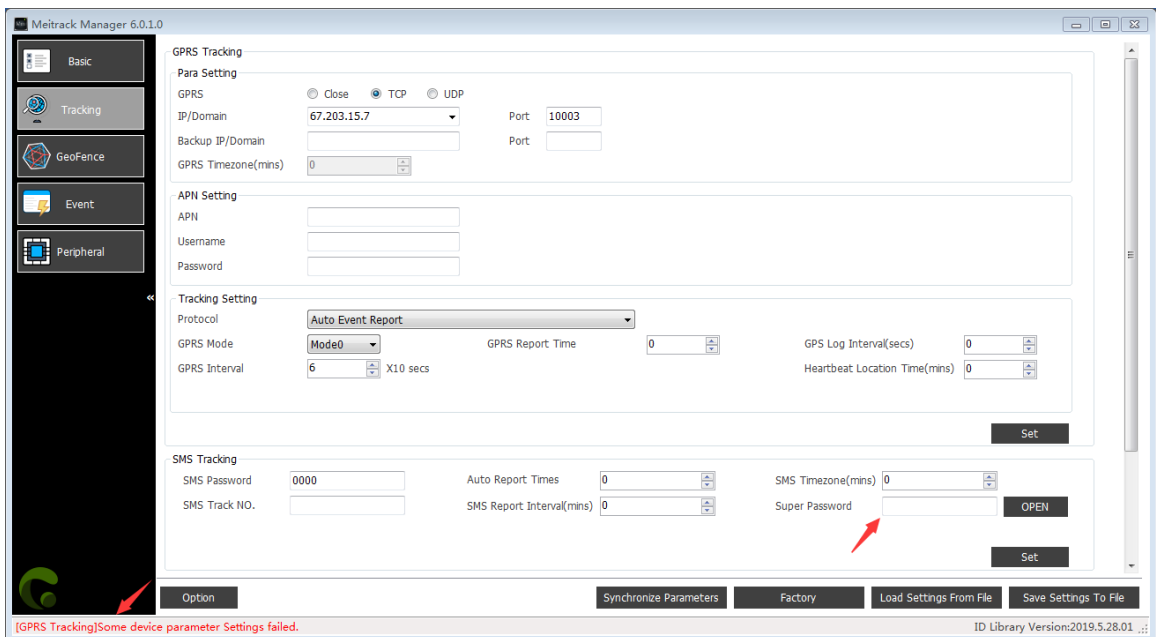 Meitrack Manager 6.0.1.0
Basic
Tracking
GeoFence
Event
Peripheral
«
GPRS Tracking
Para Setting
GPRS Close TCP UDP
IP/Domain 67.203.15.7 Port 10003
Backup IP/Domain Port
GPRS Timezone(mins) 0
APN Setting
APN
Username
Password
Tracking Setting
Protocol Auto Event Report
GPRS Mode Mode0 GPRS Report Time 0 GPS Log Interval(secs) 0
GPRS Interval 6 X10 secs Heartbeat Location Time(mins) 0
Set
SMS Tracking
SMS Password 0000 Auto Report Times 0 SMS Timezone(mins) 0
SMS Track NO. SMS Report Interval(mins) 0 Super Password OPEN
Set
Option Synchronize Parameters Factory Load Settings From File Save Settings To File
[GPRS Tracking]Some device parameter Settings failed. ID Library Version:2019.5.28.01